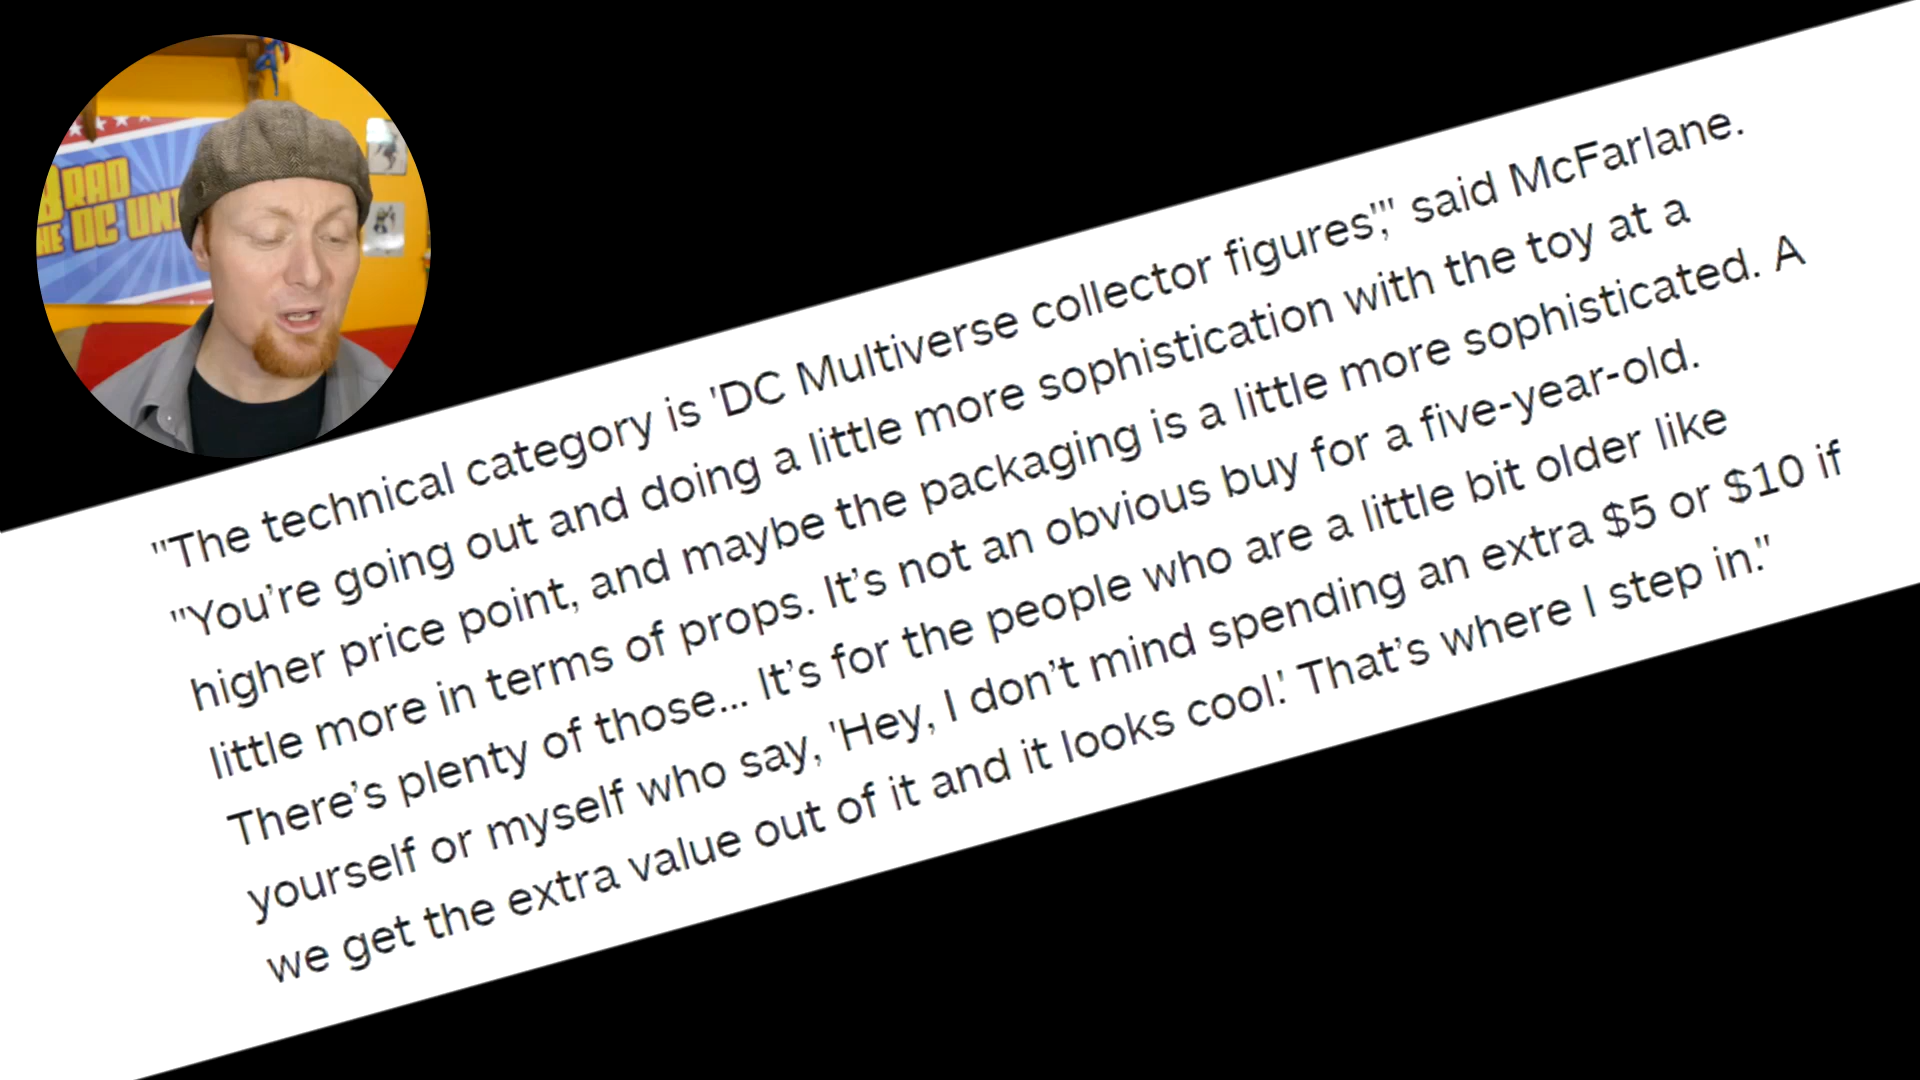 BRAD
HE DC UNI
"The technical category is 'DC Multiverse collector figures'," said McFarlane.
"You're going out and doing a little more sophistication with the toy at a
higher price point, and maybe the packaging is a little more sophisticated. A
little more in terms of props. It's not an obvious buy for a five-year-old.
There's plenty of those... It's for the people who are a little bit older like
yourself or myself who say, 'Hey, I don't mind spending an extra $5 or $10 if
we get the extra value out of it and it looks cool.' That's where I step in."